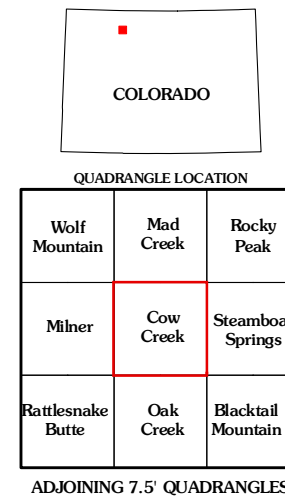 COLORADO
QUADRANGLE LOCATION
Wolf
Mountain
Mad
Creek
Rocky
Peak
Milner
Cow
Creek
Steamboa
Springs
Rattlesnake
Butte
Oak
Creek
Blacktail
Mountain
ADJOINING 7.5' QUADRANGLES